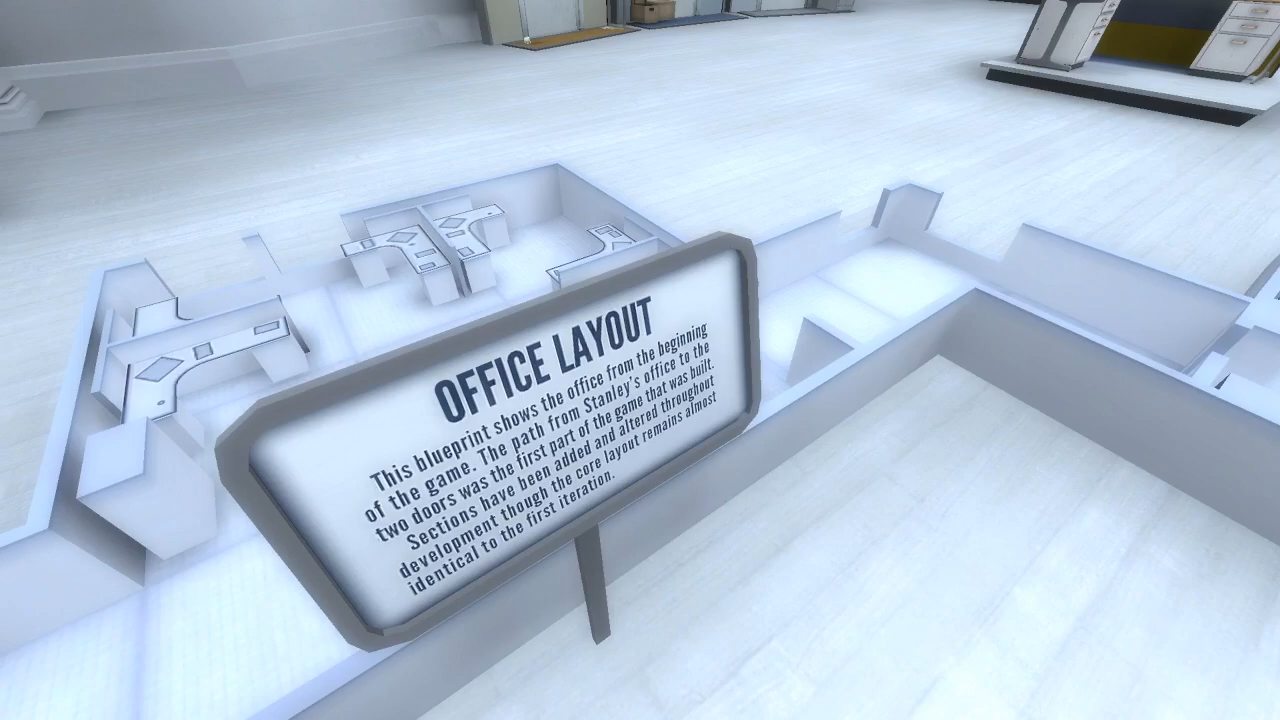 OFFICE LAYOUT
This blueprint shows the office from the beginning
of the game. The path from Stanley's office to the
two doors was the first part of the game that was built.
Sections have been added and altered throughout
development though the core layout remains almost
identical to the first iteration.